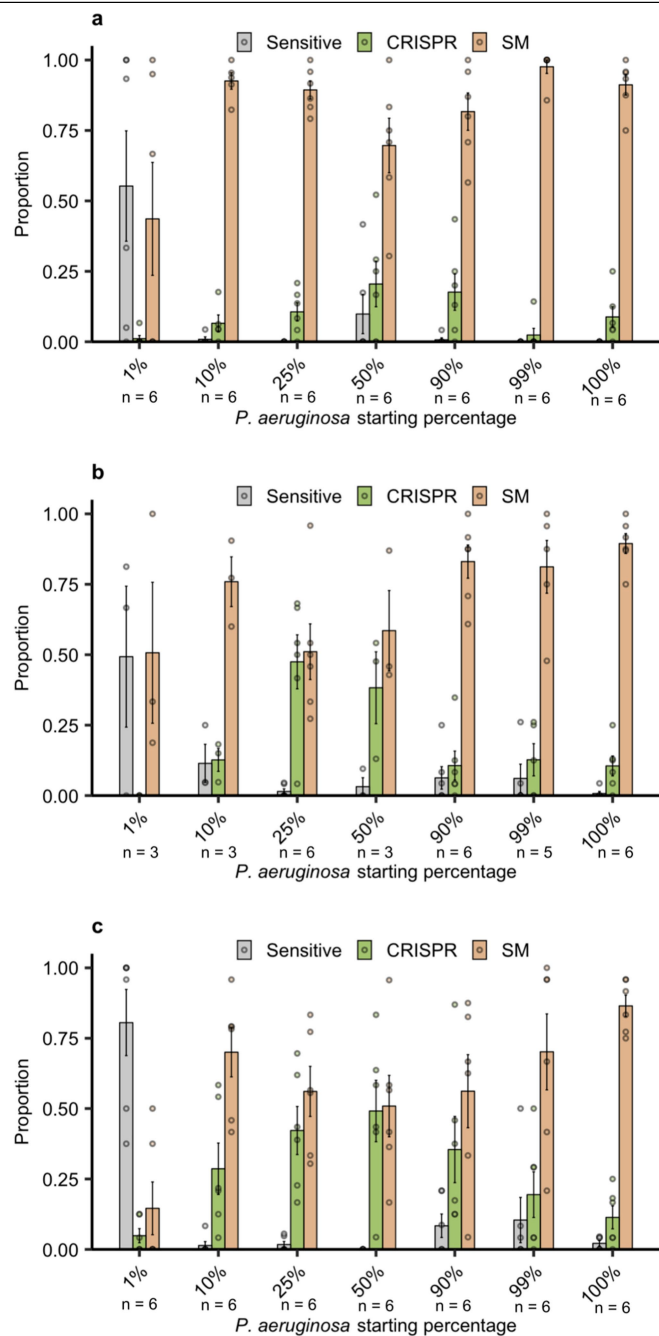 a
Sensitive CRISPR SM
1.00
0.75
0.50
0.25
0.00
Proportion
1% 10% 25% 50% 90% 99% 100%
n = 6 n = 6 n = 6 n = 6 n = 6 n = 6 n = 6
P. aeruginosa starting percentage
b
Sensitive CRISPR SM
1.00
0.75
0.50
0.25
0.00
Proportion
1% 10% 25% 50% 90% 99% 100%
n = 3 n = 3 n = 6 n = 3 n = 6 n = 5 n = 6
P. aeruginosa starting percentage
c
Sensitive CRISPR SM
1.00
0.75
0.50
0.25
0.00
Proportion
1% 10% 25% 50% 90% 99% 100%
n = 6 n = 6 n = 6 n = 6 n = 6 n = 6 n = 6
P. aeruginosa starting percentage